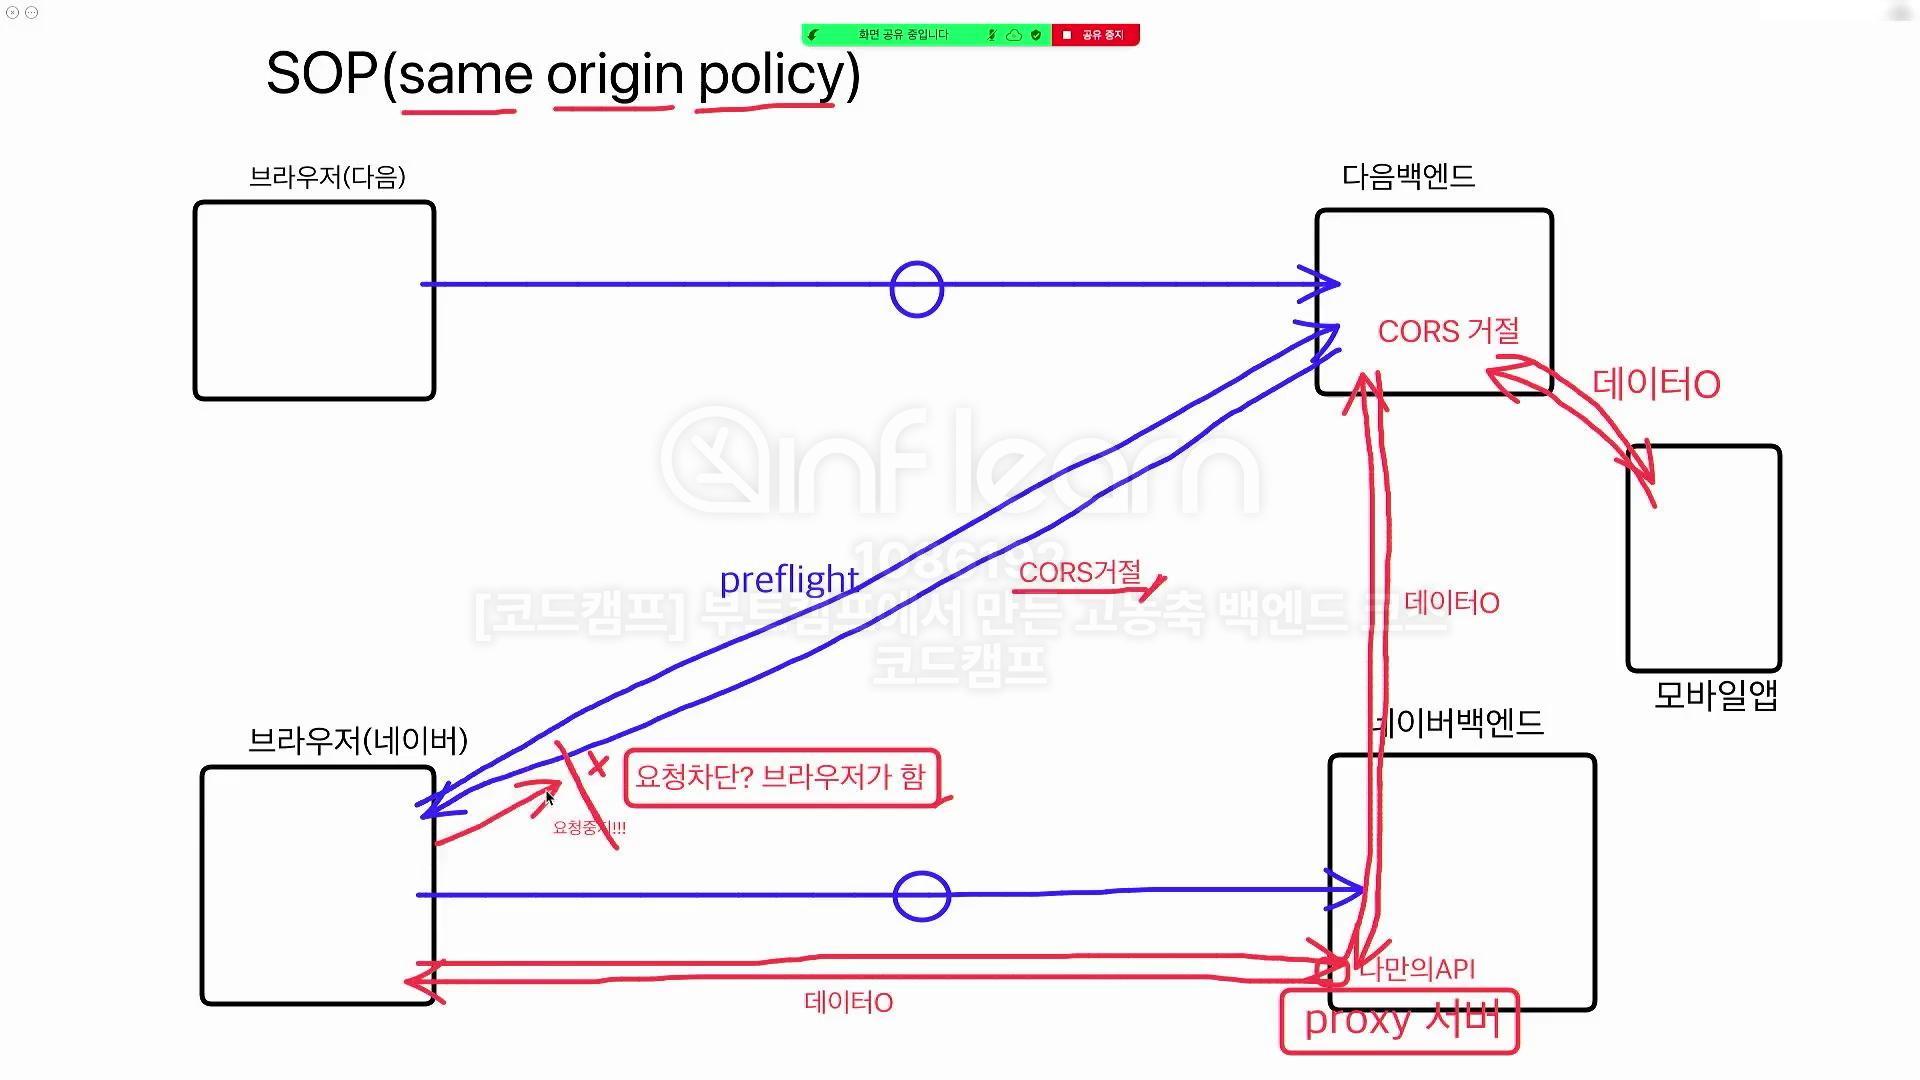 화면 공유 중입니다
공유 중지
SOP(same origin policy)
브라우저(다음)
다음백엔드
CORS 거절
데이터O
inflearn
1086192
preflight
CORS거절
[코드캠프] 부트캠프에서 만든 고농축 백엔드 코스
데이터O
코드캠프
모바일앱
브라우저(네이버)
네이버백엔드
요청차단? 브라우저가 함
요청중지!!!
나만의API
데이터O
proxy 서버